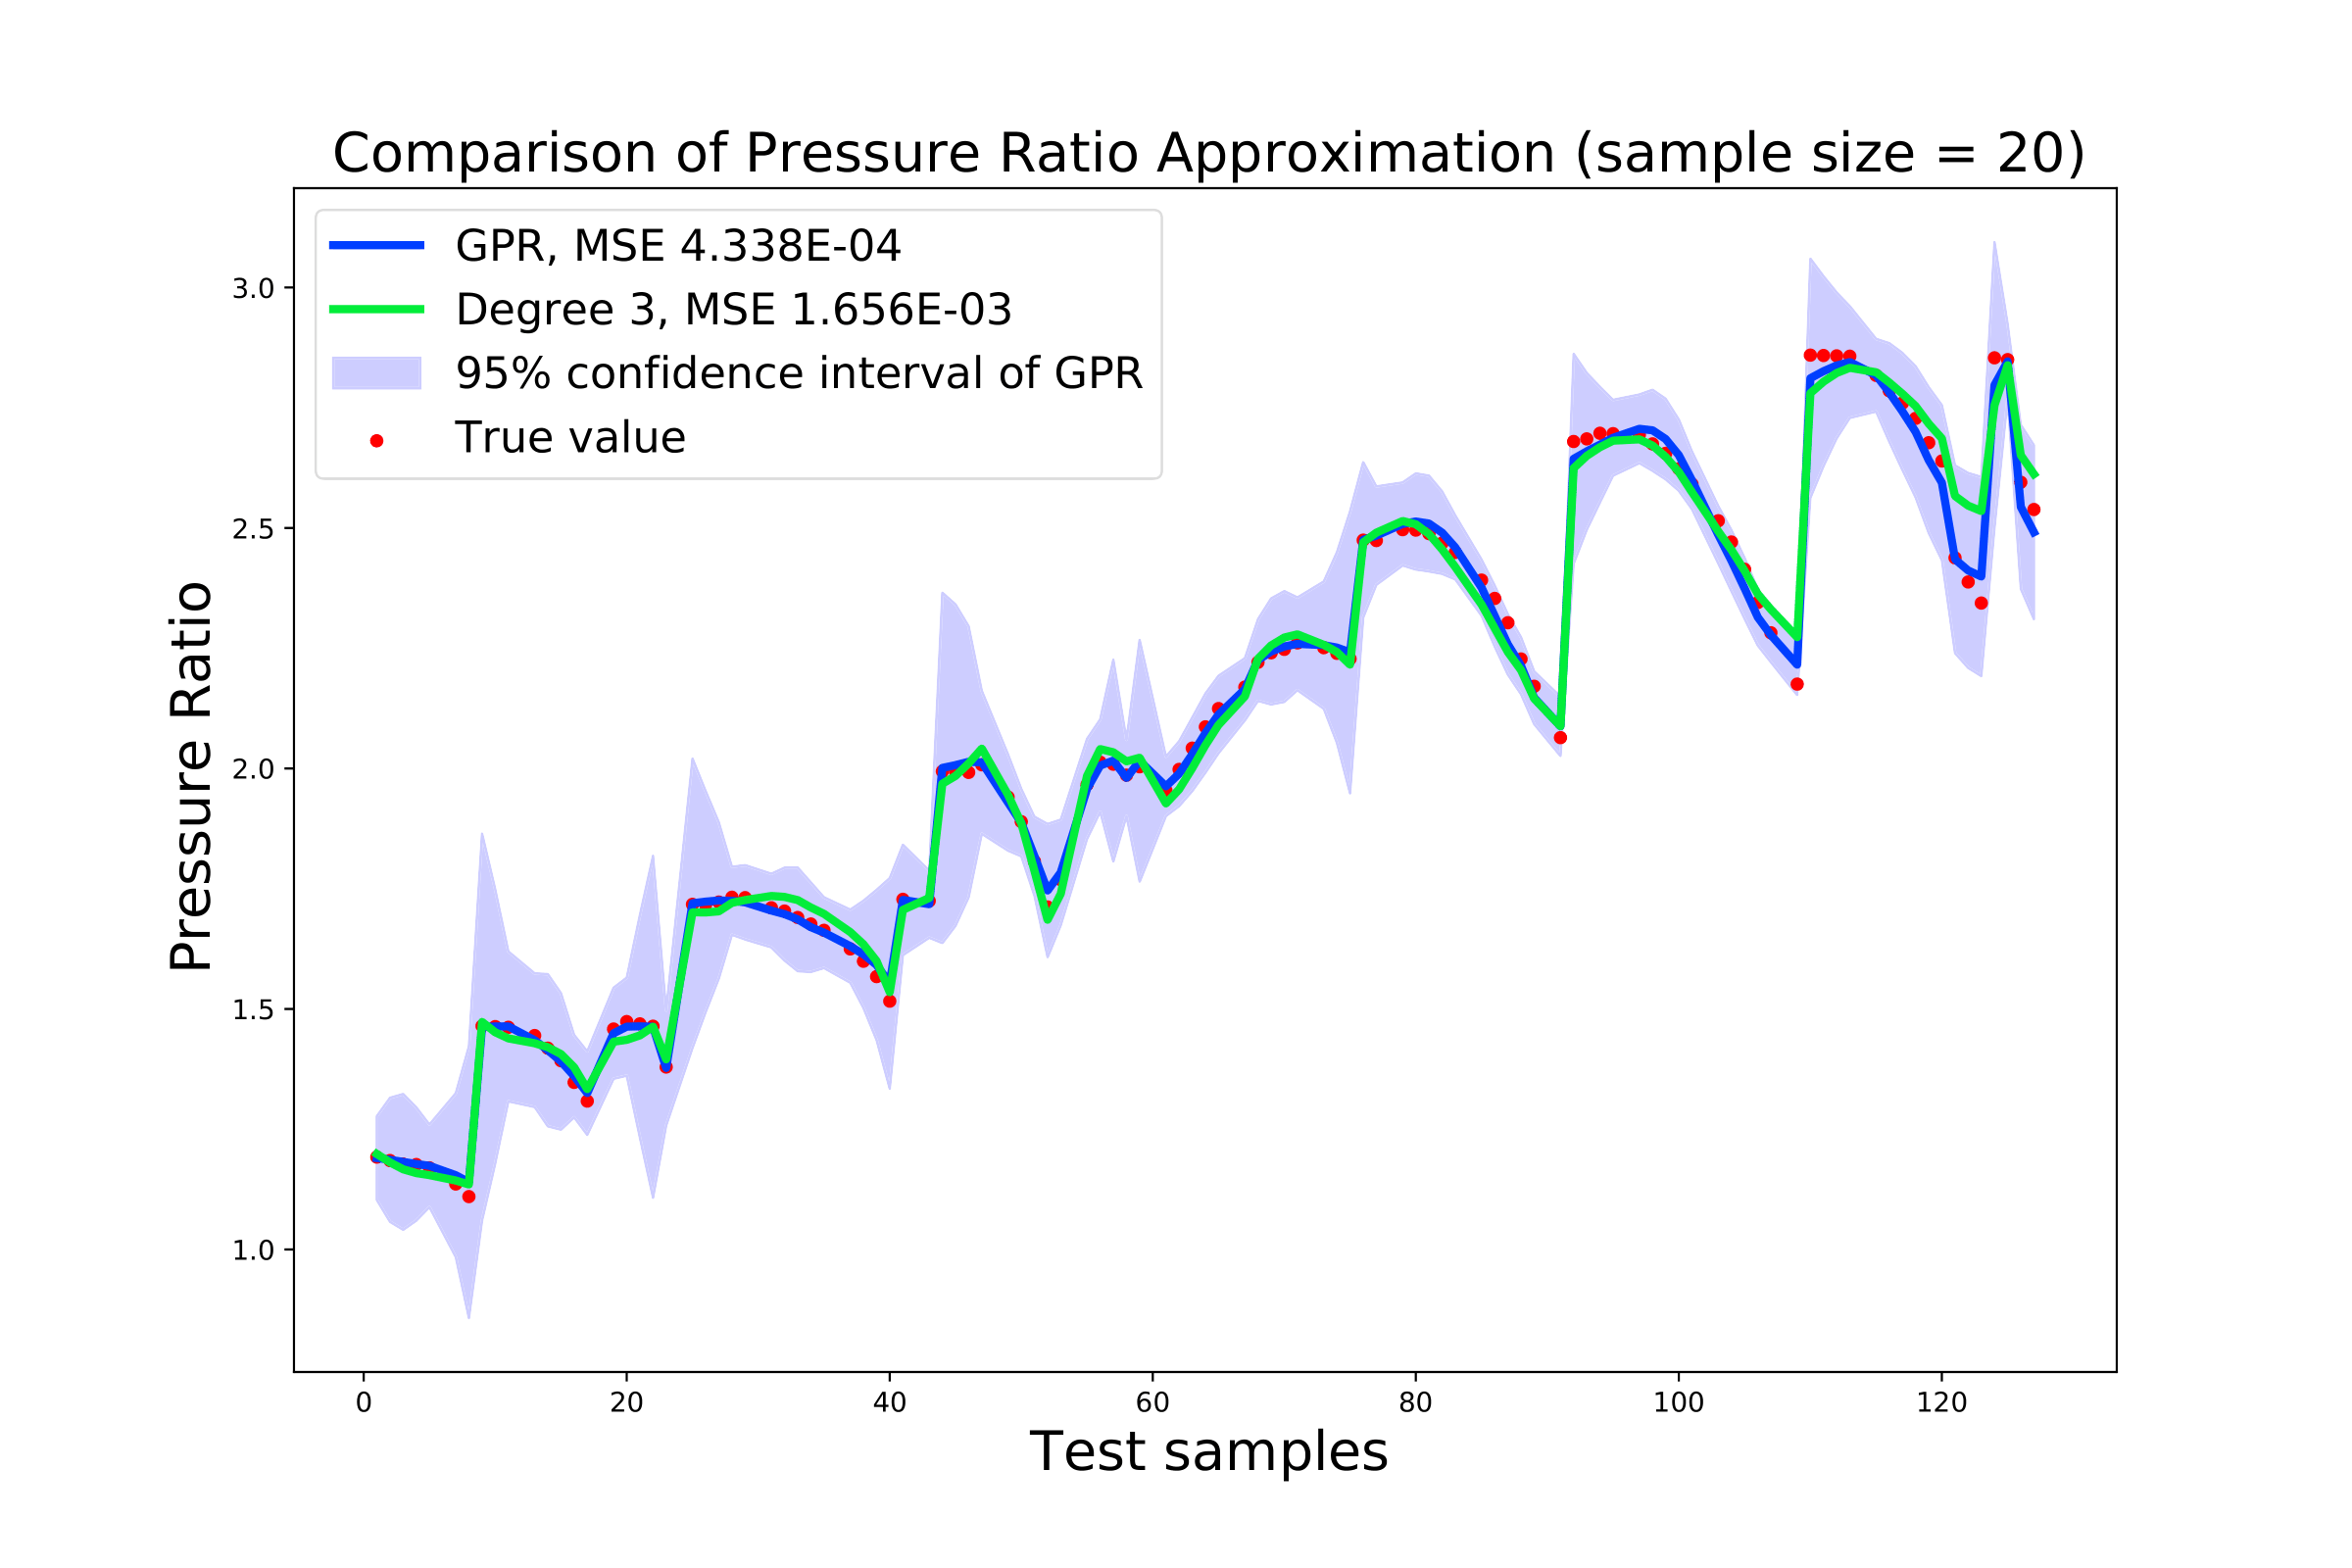 Comparison of Pressure Ratio Approximation (sample size = 20)
GPR, MSE 4.338E-04
Degree 3, MSE 1.656E-03
95% confidence interval of GPR
True value
Pressure Ratio
3.0
2.5
2.0
1.5
1.0
0 20 40 60 80 100 120
Test samples